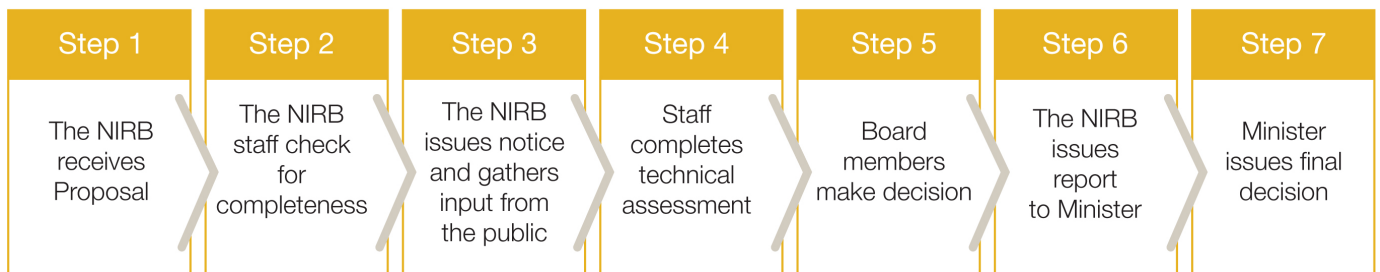 Step 1
The NIRB
receives
Proposal
Step 2
The NIRB
staff check
for
completeness
Step 3
The NIRB
issues notice
and gathers
input from
the public
Step 4
Staff
completes
technical
assessment
Step 5
Board
members
make decision
Step 6
The NIRB
issues
report
to Minister
Step 7
Minister
issues final
decision